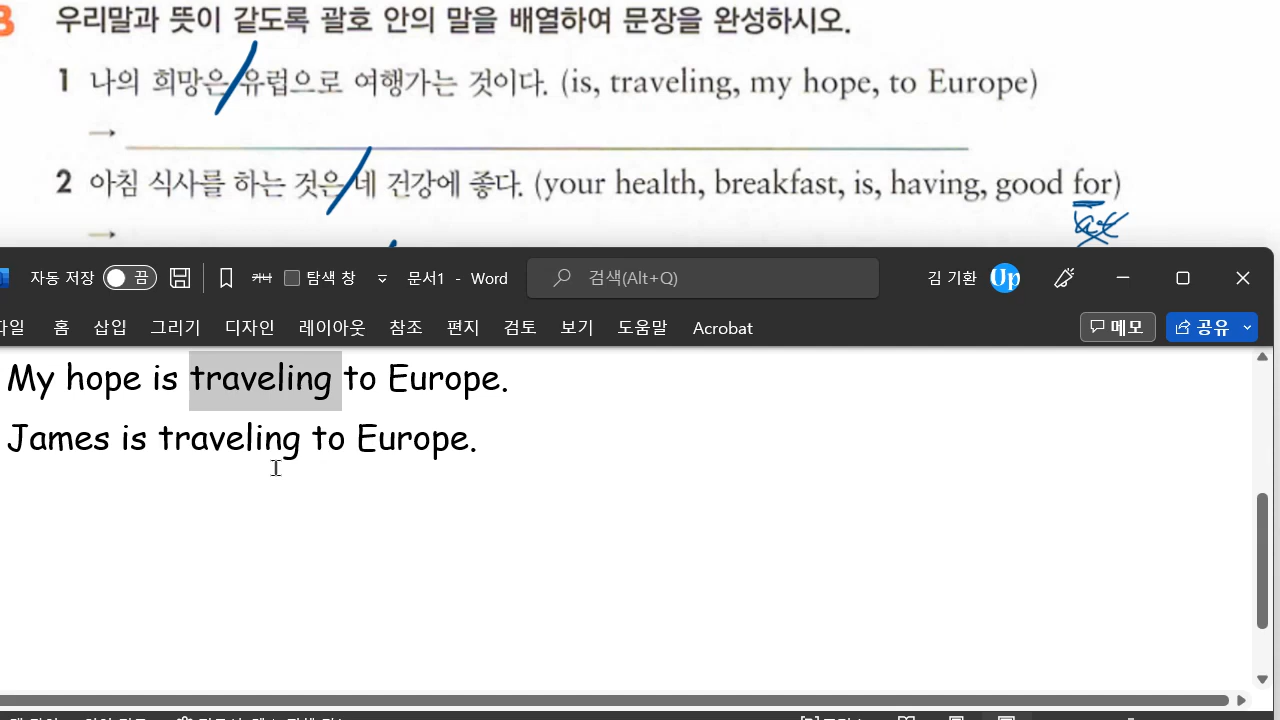 우리말과 뜻이 같도록 괄호 안의 말을 배열하여 문장을 완성하시오.
1 나의 희망은 유럽으로 여행가는 것이다. (is, traveling, my hope, to Europe)
→
2 아침 식사를 하는 것은 네 건강에 좋다. (your health, breakfast, is, having, good for)
at
→
자동 저장 끔 가나 탐색 창 문서1 - Word 검색(Alt+Q) 김 기환 Up
파일 홈 삽입 그리기 디자인 레이아웃 참조 편지 검토 보기 도움말 Acrobat 메모 공유
My hope is traveling to Europe.
James is traveling to Europe.